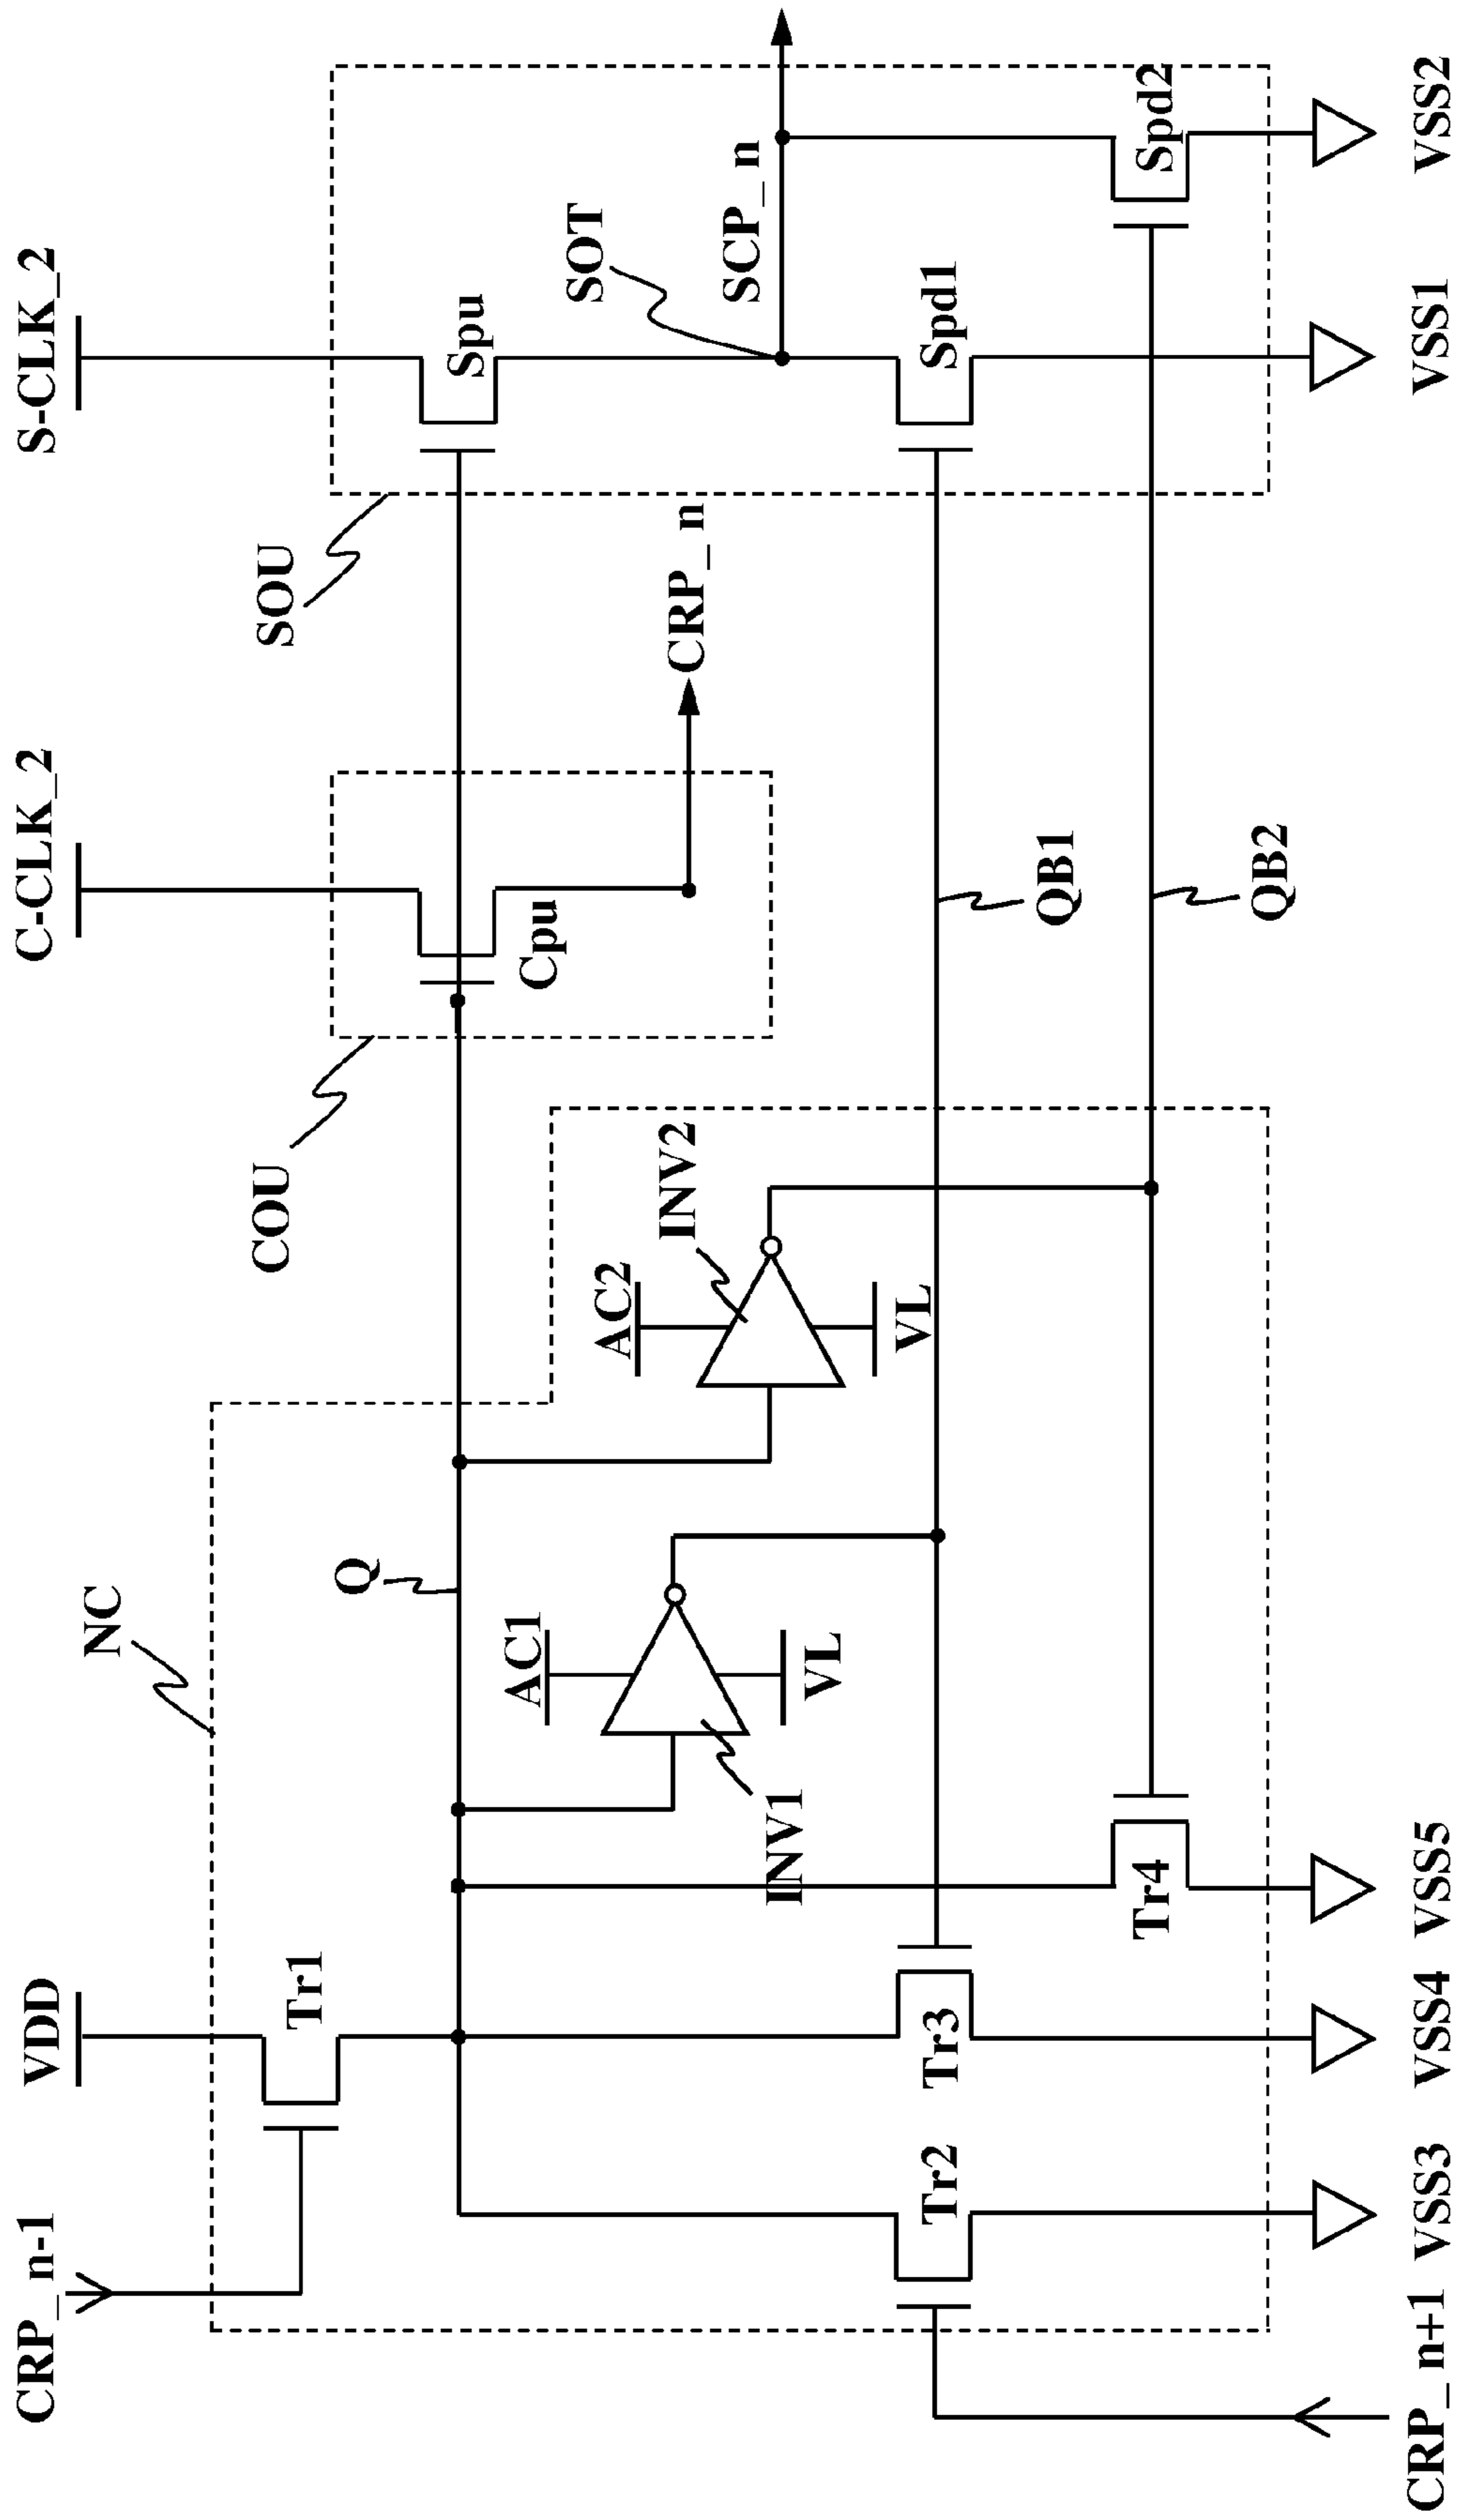 CRP_n-1
VDD
C-CLK_2
S-CLK_2
NC
COU
SOU
Tr1
Q
Spu
Cpu
SOT
AC1
AC2
INV2
CRP_n
SCP_n
INV1
VL
VL
Tr2
Tr3
Spd1
QB1
Tr4
QB2
Spd2
CRP_n+1
VSS3
VSS4
VSS5
VSS1
VSS2